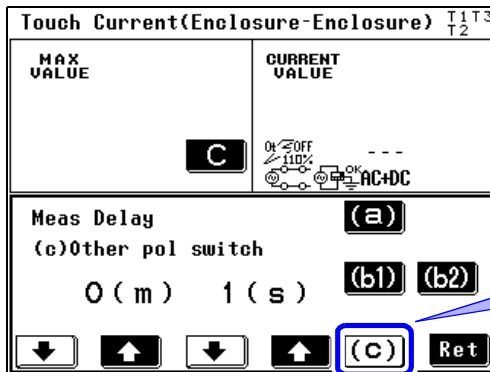 Touch Current(Enclosure-Enclosure) T1T3
T2
MAX
VALUE
CURRENT
VALUE
C
OFF
110%
- - -
OK
AC+DC
Meas Delay
(a)
(c)Other pol switch
0(m) 1(s)
(b1) (b2)
(c) Ret